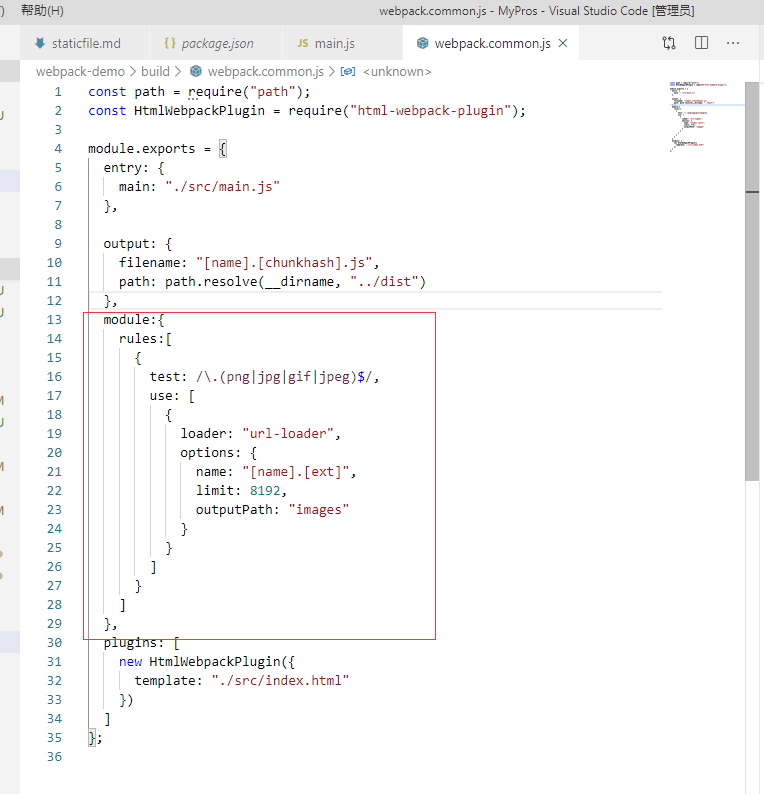 帮助(H)
webpack.common.js - MyPros - Visual Studio Code [管理员]
staticfile.md
{} package.json
JS main.js
webpack.common.js
webpack-demo > build > webpack.common.js > <unknown>
1 const path = require("path");
2 const HtmlWebpackPlugin = require("html-webpack-plugin");
3
4 module.exports = {
5 entry: {
6 main: "./src/main.js"
7 },
8
9 output: {
10 filename: "[name].[chunkhash].js",
11 path: path.resolve(__dirname, "../dist")
12 },
13 module:{
14 rules:[
15 {
16 test: /\.(png|jpg|gif|jpeg)$/,
17 use: [
18 {
19 loader: "url-loader",
20 options: {
21 name: "[name].[ext]",
22 limit: 8192,
23 outputPath: "images"
24 }
25 }
26 ]
27 }
28 ]
29 },
30 plugins: [
31 new HtmlWebpackPlugin({
32 template: "./src/index.html"
33 })
34 ]
35 };
36